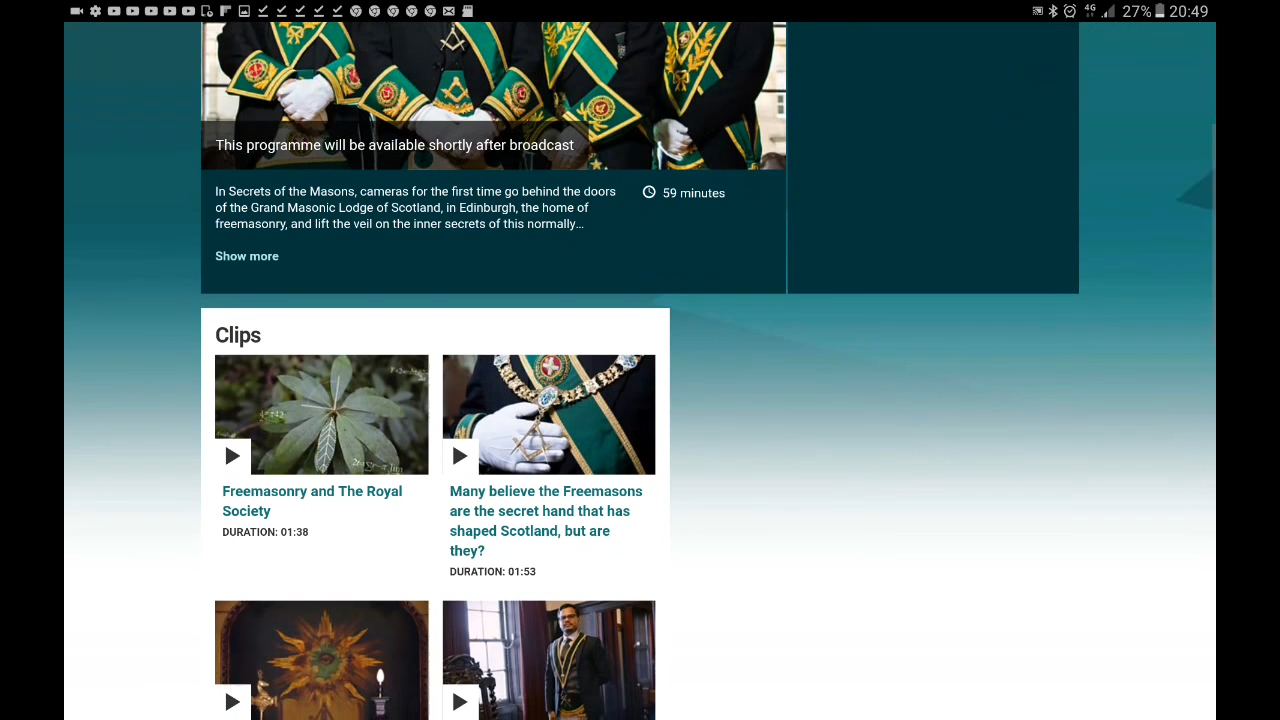 4G 27% 20:49
This programme will be available shortly after broadcast
In Secrets of the Masons, cameras for the first time go behind the doors
of the Grand Masonic Lodge of Scotland, in Edinburgh, the home of
freemasonry, and lift the veil on the inner secrets of this normally...
59 minutes
Show more
Clips
Freemasonry and The Royal
Society
DURATION: 01:38
Many believe the Freemasons
are the secret hand that has
shaped Scotland, but are
they?
DURATION: 01:53